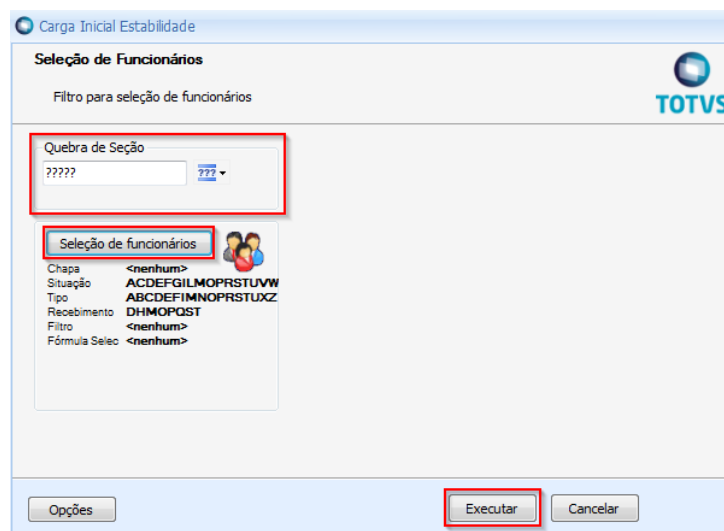 Carga Inicial Estabilidade
Seleção de Funcionários
Filtro para seleção de funcionários
TOTVS
Quebra de Seção
?????
???
Seleção de funcionários
Chapa <nenhum>
Situação ACDEFGILMOPRSTUVW
Tipo ABCDEFIMNOPRSTUXZ
Recebimento DHMOPQST
Filtro <nenhum>
Fórmula Selec <nenhum>
Opções
Executar
Cancelar